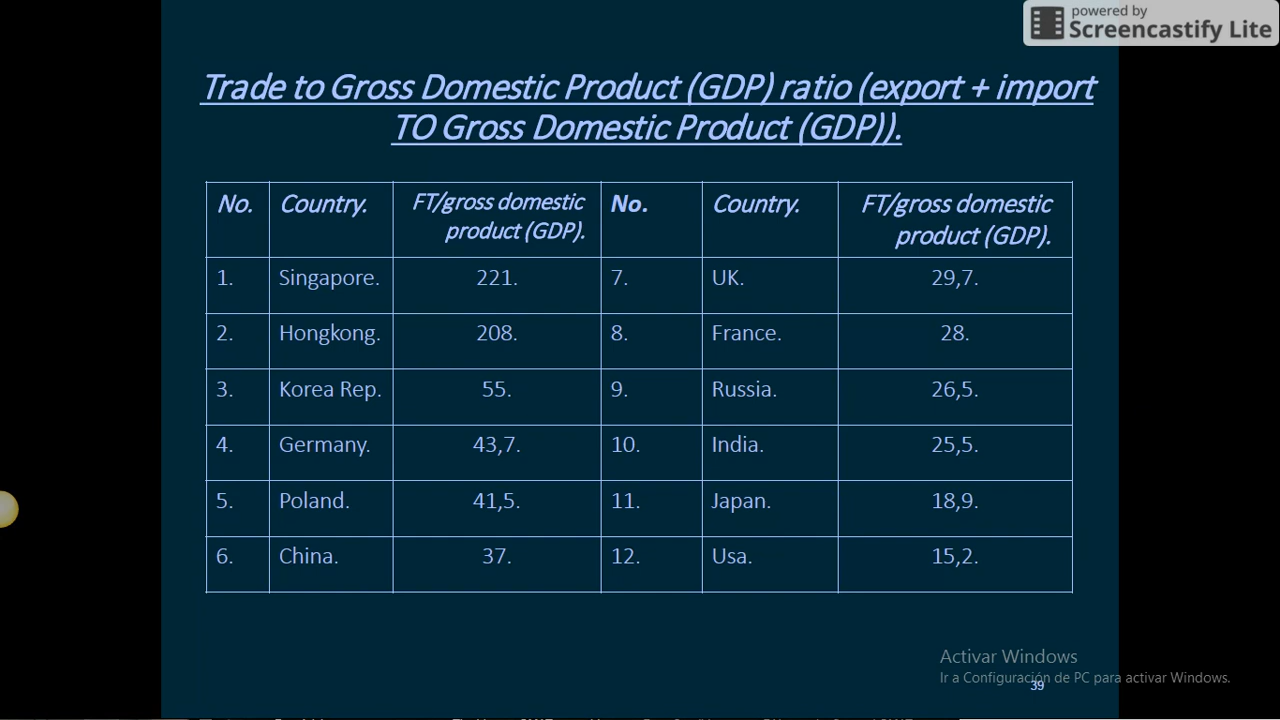 powered by
Screencastify Lite
Trade to Gross Domestic Product (GDP) ratio (export + import
TO Gross Domestic Product (GDP)).
No. Country. FT/gross domestic product (GDP). No. Country. FT/gross domestic product (GDP).
1. Singapore. 221. 7. UK. 29,7.
2. Hongkong. 208. 8. France. 28.
3. Korea Rep. 55. 9. Russia. 26,5.
4. Germany. 43,7. 10. India. 25,5.
5. Poland. 41,5. 11. Japan. 18,9.
6. China. 37. 12. Usa. 15,2.
Activar Windows
Ir a Configuración de PC para activar Windows.
39